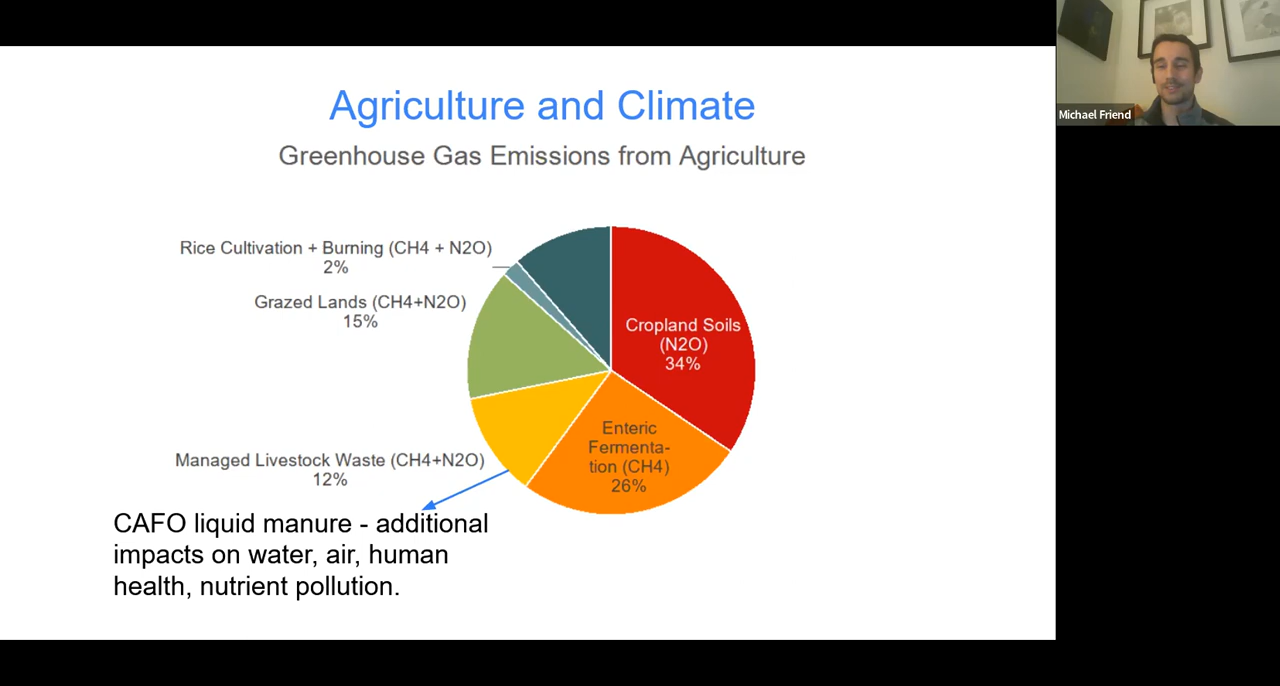 Agriculture and Climate
Greenhouse Gas Emissions from Agriculture
Rice Cultivation + Burning (CH4 + N2O)
2%
Grazed Lands (CH4+N2O)
15%
Cropland Soils
(N2O)
34%
Enteric
Fermenta-
tion (CH4)
26%
Managed Livestock Waste (CH4+N2O)
12%
CAFO liquid manure - additional
impacts on water, air, human
health, nutrient pollution.
Michael Friend